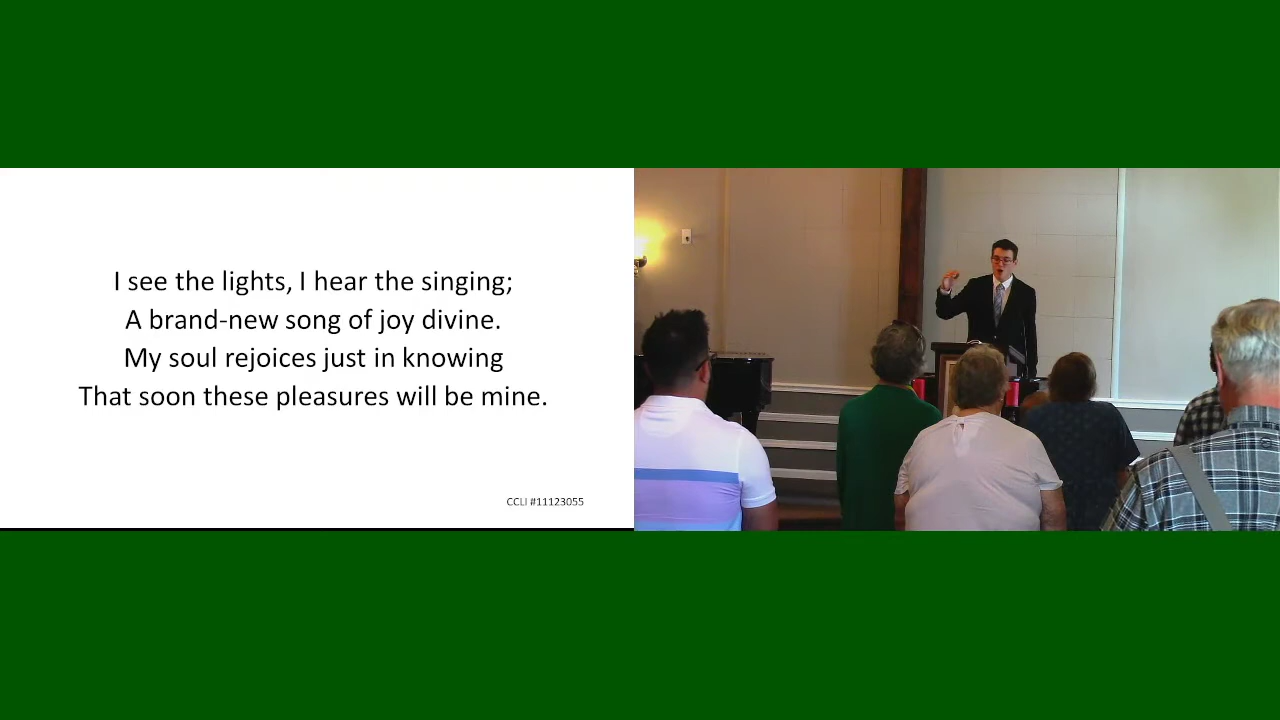 I see the lights, I hear the singing;
A brand-new song of joy divine.
My soul rejoices just in knowing
That soon these pleasures will be mine.
CCLI #11123055